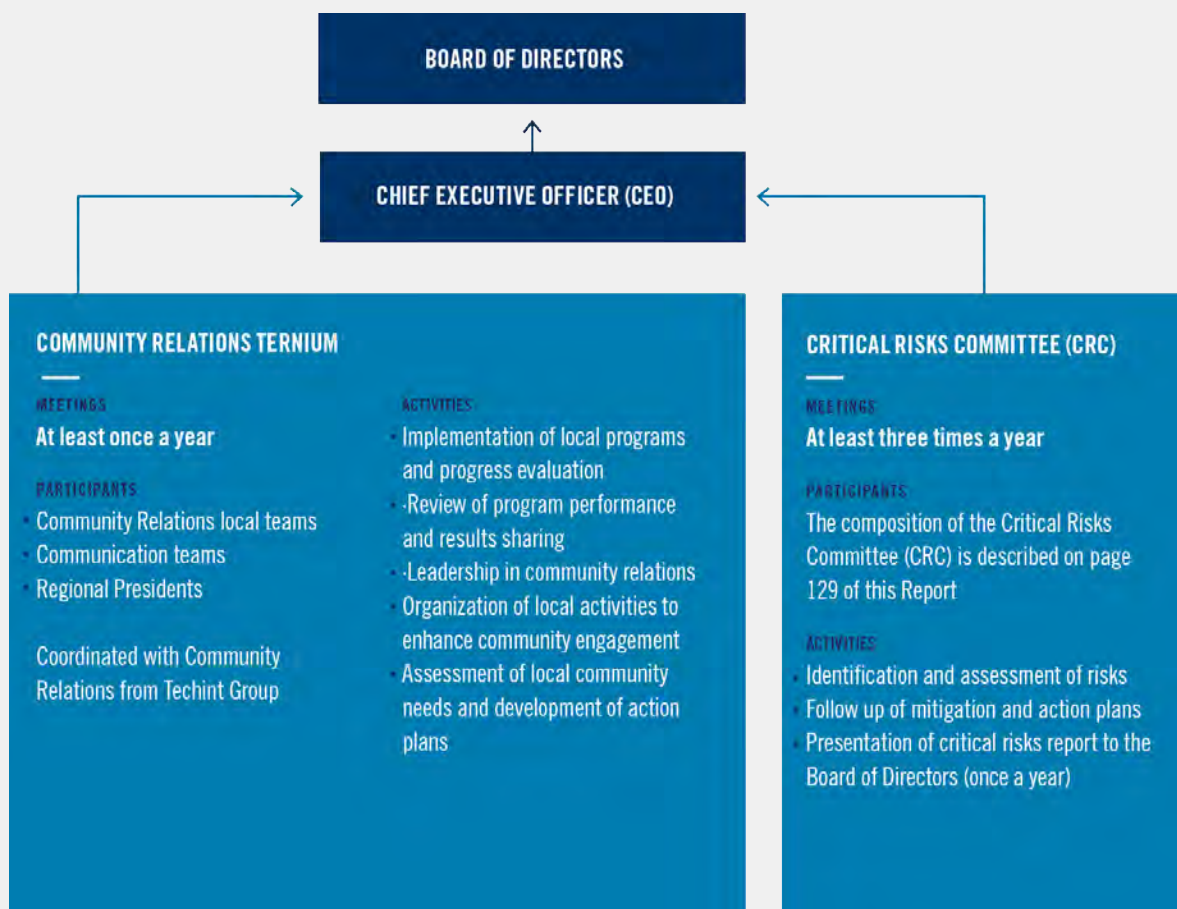 BOARD OF DIRECTORS
CHIEF EXECUTIVE OFFICER (CEO)
COMMUNITY RELATIONS TERNIUM
MEETINGS
At least once a year
PARTICIPANTS
• Community Relations local teams
• Communication teams
• Regional Presidents
Coordinated with Community
Relations from Techint Group
ACTIVITIES
• Implementation of local programs
and progress evaluation
• ·Review of program performance
and results sharing
• ·Leadership in community relations
• Organization of local activities to
enhance community engagement
• Assessment of local community
needs and development of action
plans
CRITICAL RISKS COMMITTEE (CRC)
MEETINGS
At least three times a year
PARTICIPANTS
The composition of the Critical Risks
Committee (CRC) is described on page
129 of this Report
ACTIVITIES
• Identification and assessment of risks
• Follow up of mitigation and action plans
• Presentation of critical risks report to the
Board of Directors (once a year)